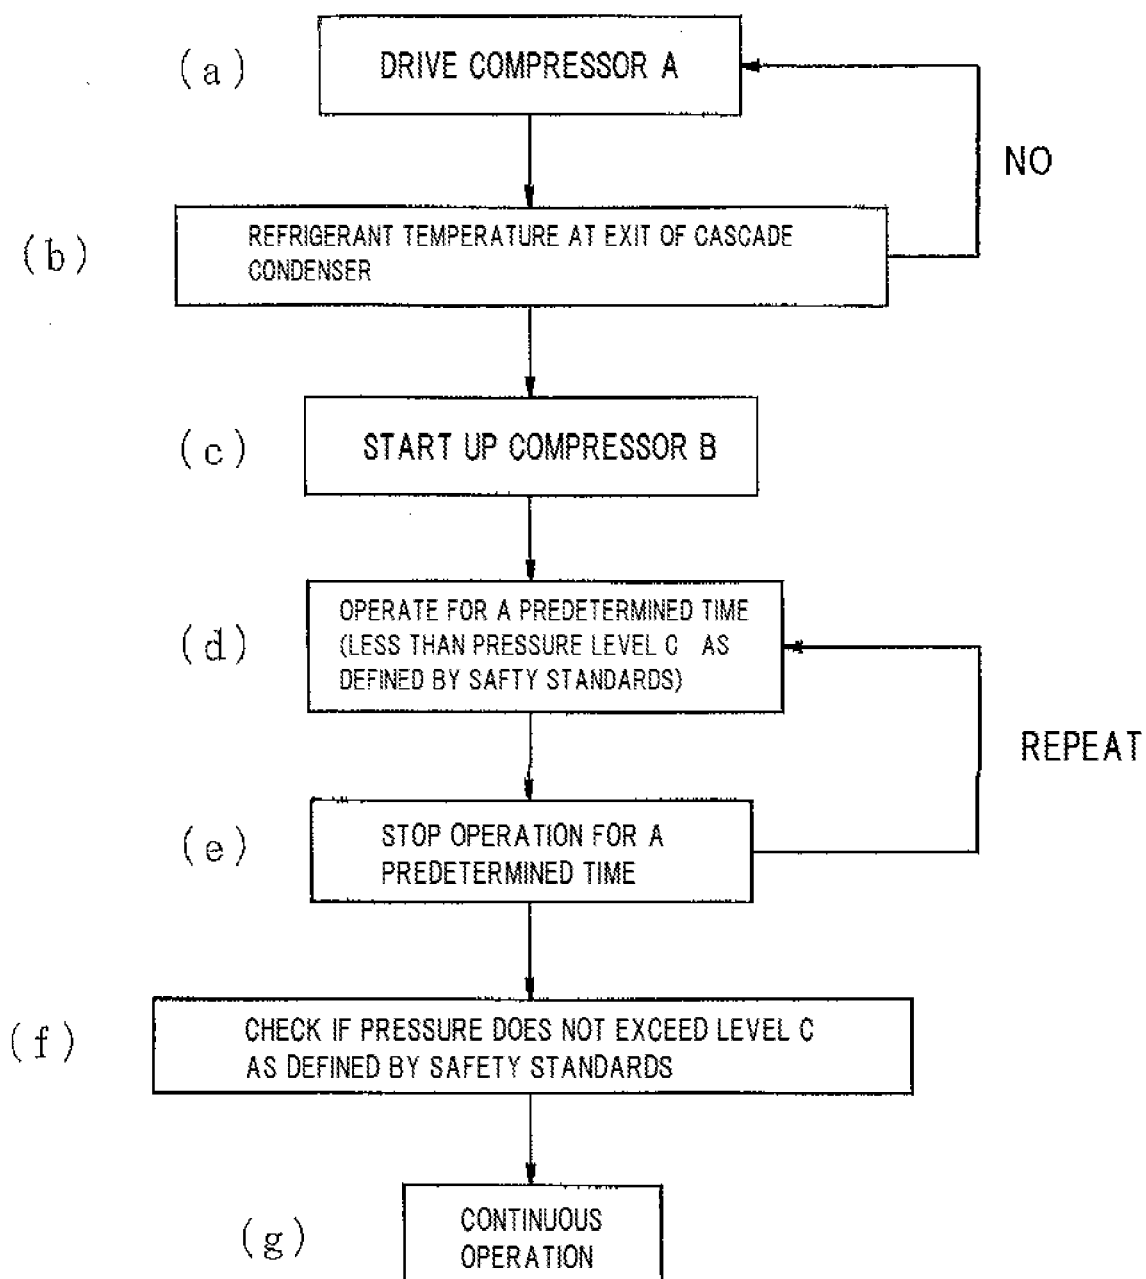 (a)
DRIVE COMPRESSOR A
NO
(b)
REFRIGERANT TEMPERATURE AT EXIT OF CASCADE
CONDENSER
(c)
START UP COMPRESSOR B
(d)
OPERATE FOR A PREDETERMINED TIME
(LESS THAN PRESSURE LEVEL C AS
DEFINED BY SAFTY STANDARDS)
REPEAT
(e)
STOP OPERATION FOR A
PREDETERMINED TIME
(f)
CHECK IF PRESSURE DOES NOT EXCEED LEVEL C
AS DEFINED BY SAFETY STANDARDS
(g)
CONTINUOUS
OPERATION